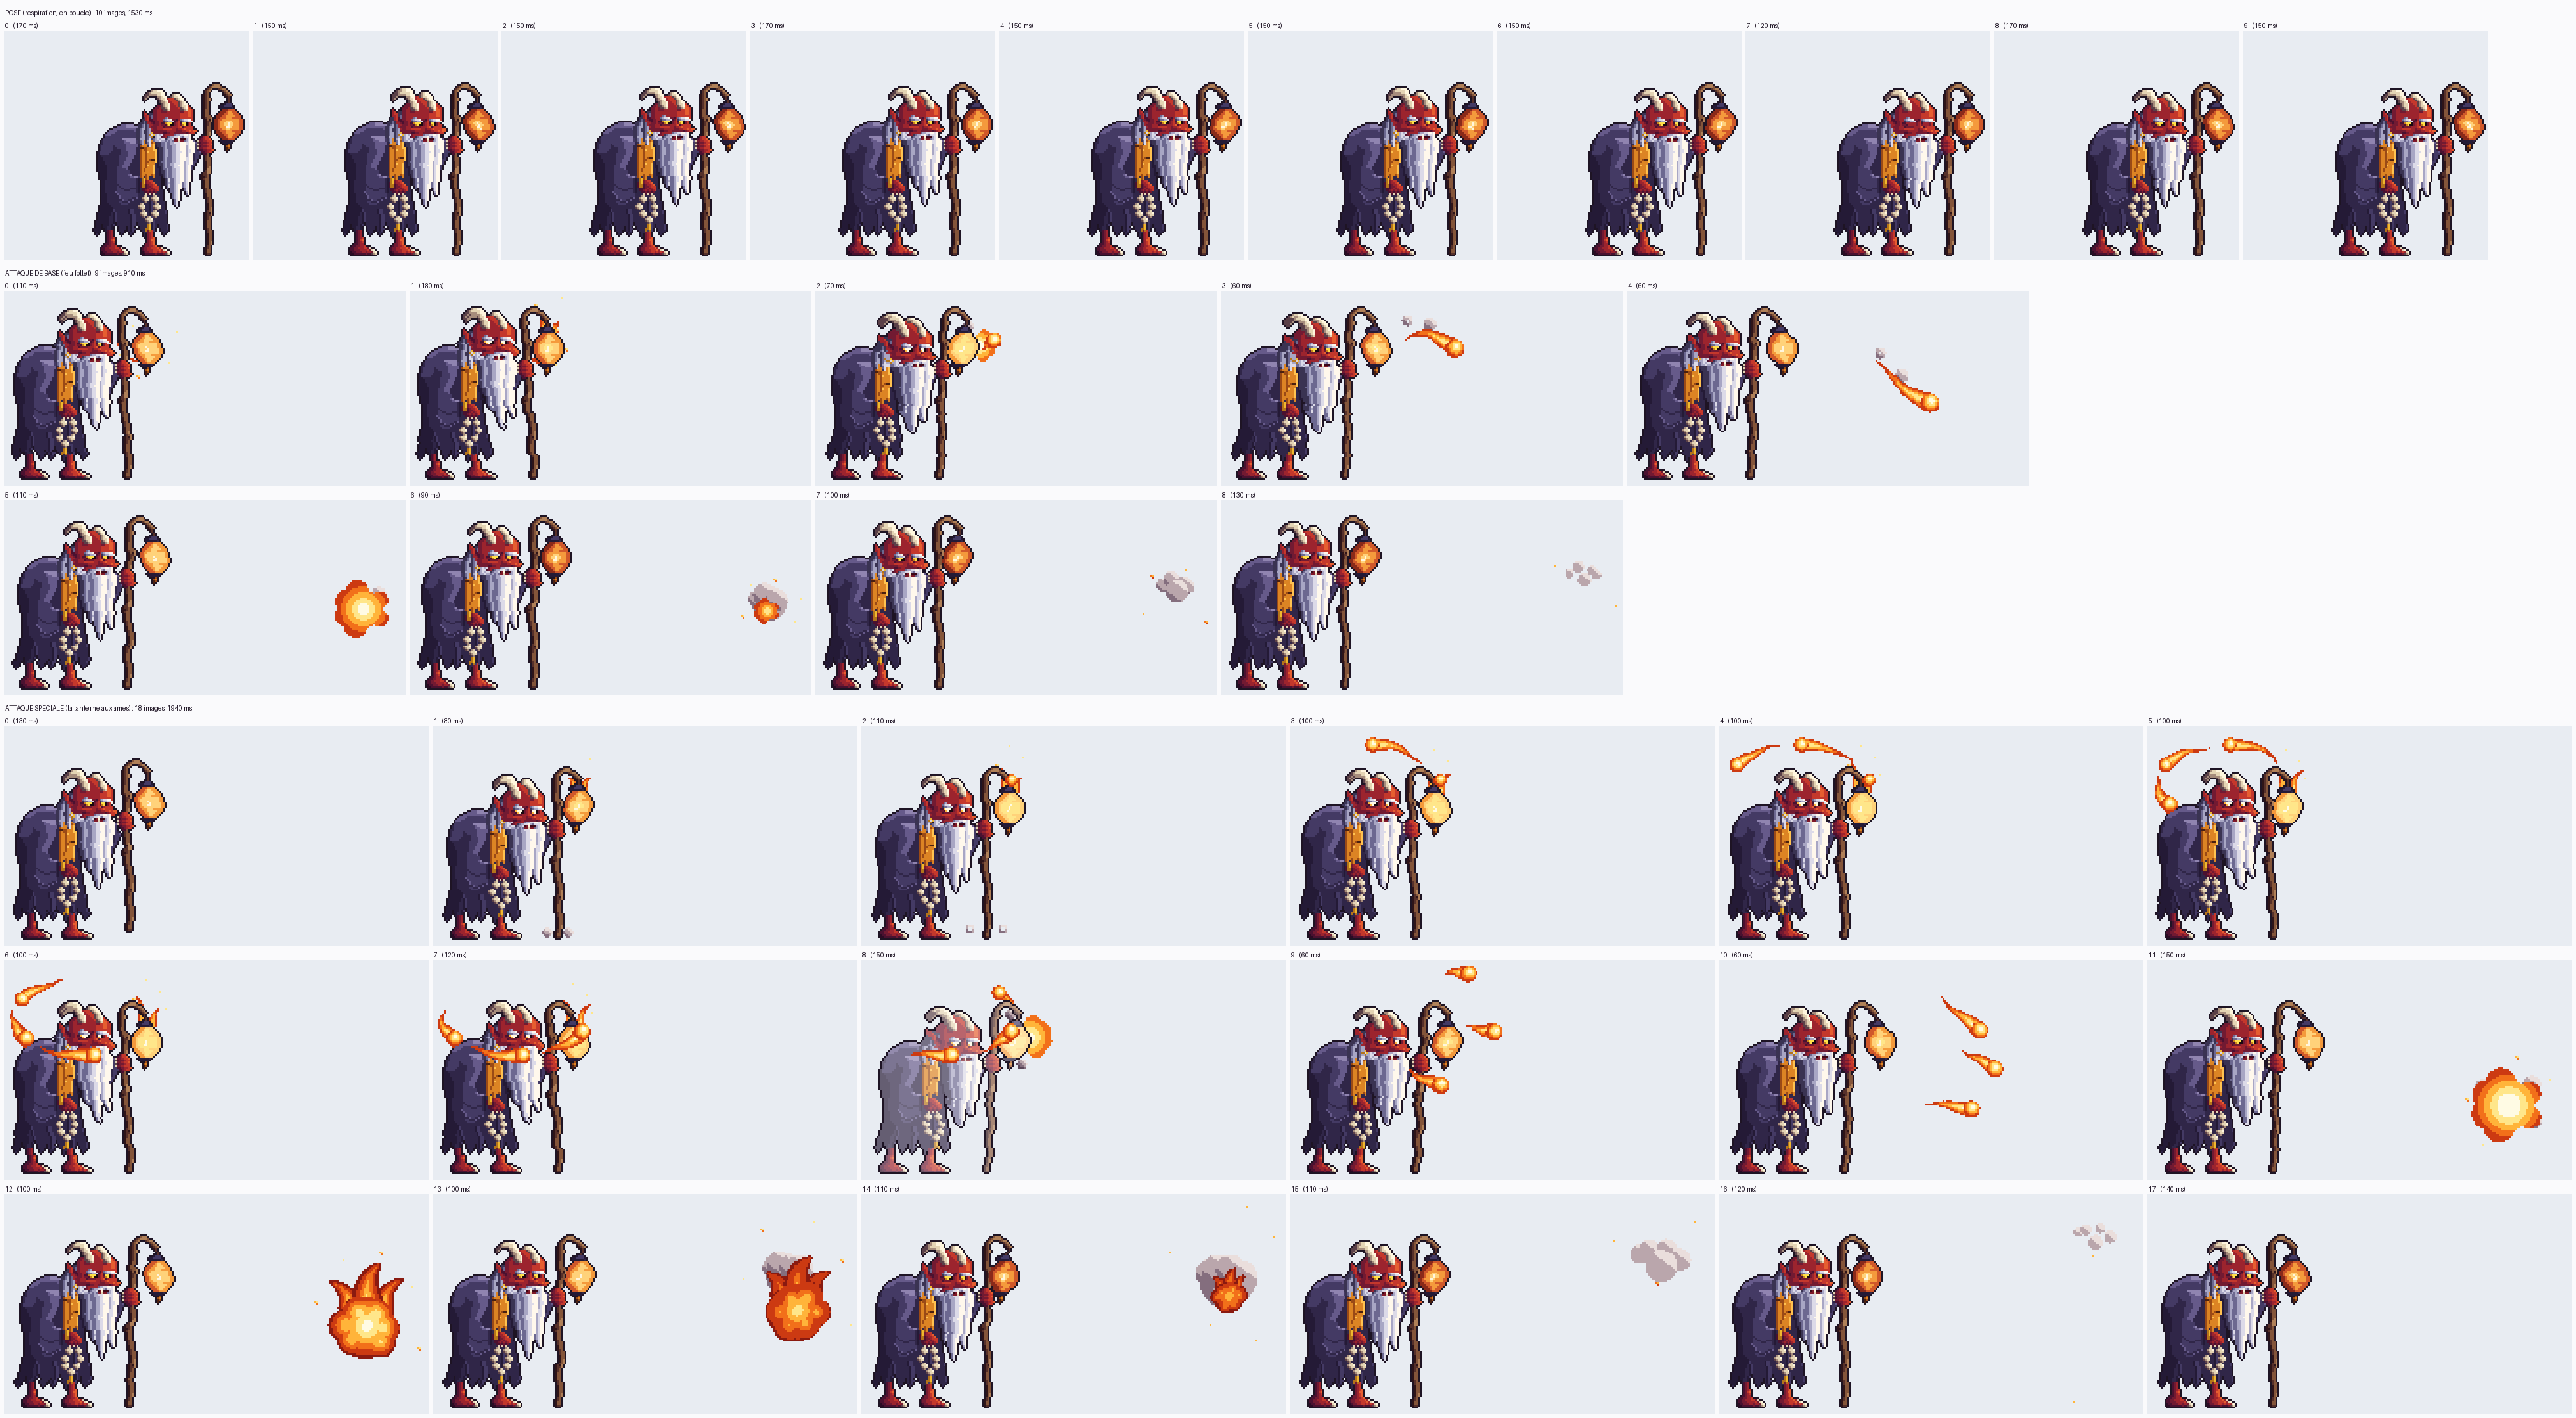 POSE (respiration, en boucle) : 10 images, 1530 ms
0 (170 ms) 1 (150 ms) 2 (150 ms) 3 (170 ms) 4 (150 ms) 5 (150 ms) 6 (150 ms) 7 (120 ms) 8 (170 ms) 9 (150 ms)
ATTAQUE DE BASE (feu follet) : 9 images, 910 ms
0 (110 ms) 1 (180 ms) 2 (70 ms) 3 (60 ms) 4 (60 ms)
5 (110 ms) 6 (90 ms) 7 (100 ms) 8 (130 ms)
ATTAQUE SPECIALE (la lanterne aux ames) : 18 images, 1940 ms
0 (130 ms) 1 (80 ms) 2 (110 ms) 3 (100 ms) 4 (100 ms) 5 (100 ms)
6 (100 ms) 7 (120 ms) 8 (150 ms) 9 (60 ms) 10 (60 ms) 11 (150 ms)
12 (100 ms) 13 (100 ms) 14 (110 ms) 15 (110 ms) 16 (120 ms) 17 (140 ms)